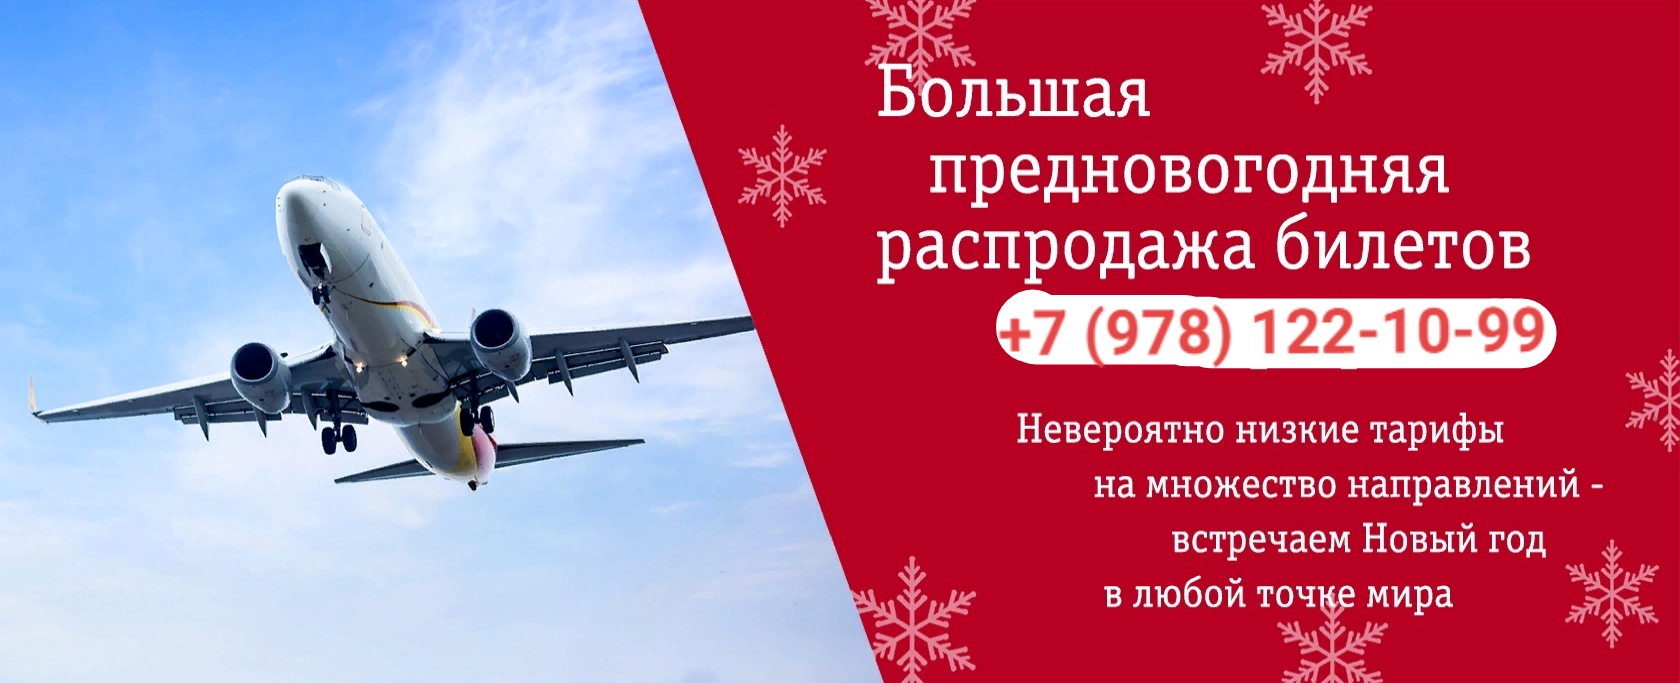 Большая
предновогодняя
распродажа билетов
+7 (978) 122-10-99
Невероятно низкие тарифы
на множество направлений -
встречаем Новый год
в любой точке мира